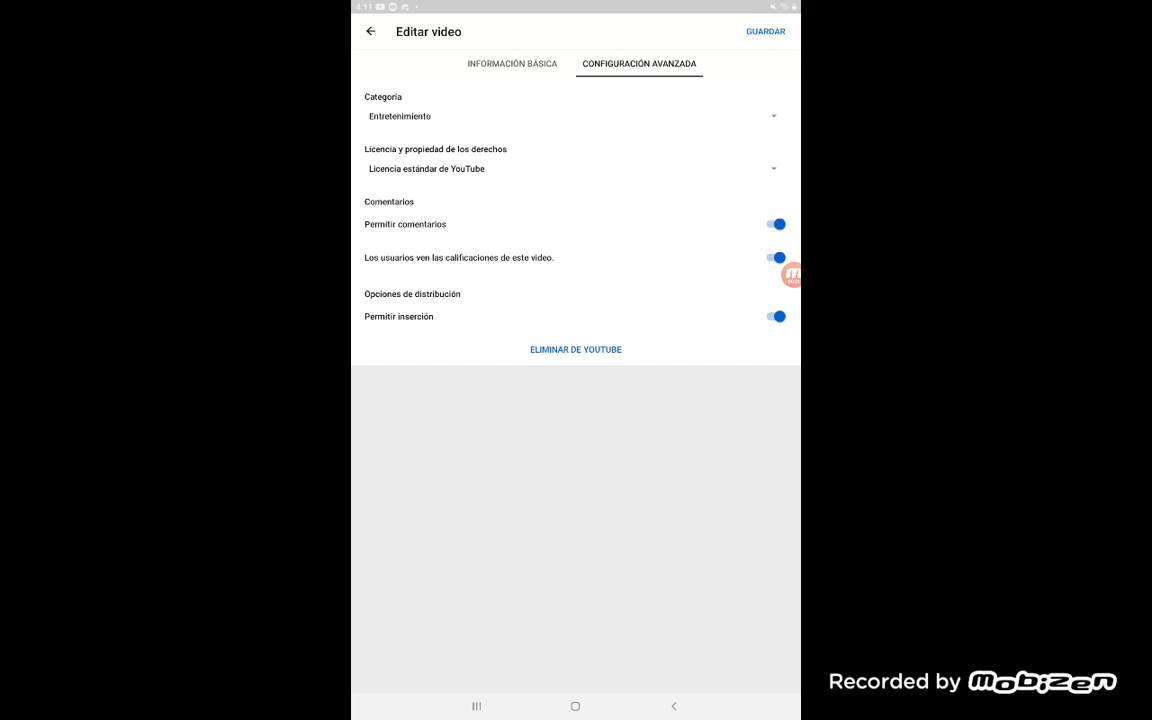 4:11
Editar video
GUARDAR
INFORMACIÓN BÁSICA
CONFIGURACIÓN AVANZADA
Categoría
Entretenimiento
Licencia y propiedad de los derechos
Licencia estándar de YouTube
Comentarios
Permitir comentarios
Los usuarios ven las calificaciones de este video.
Opciones de distribución
Permitir inserción
ELIMINAR DE YOUTUBE
Recorded by mobizen